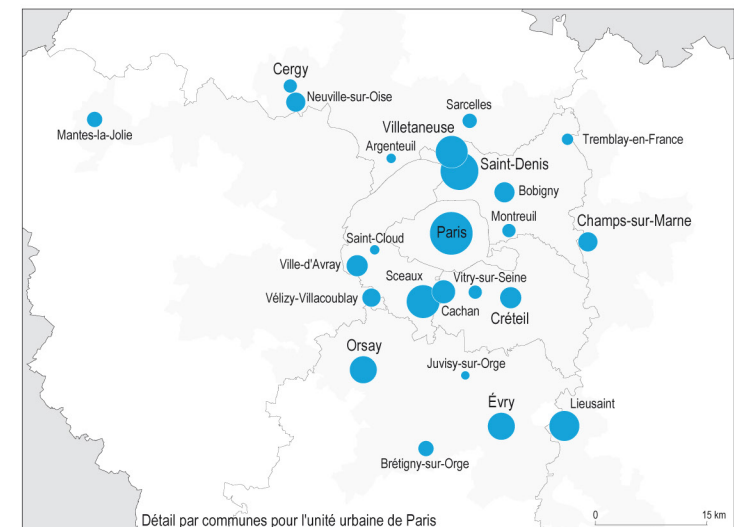 Cergy
Neuville-sur-Oise
Mantes-la-Jolie
Sarcelles
Villetaneuse
Argenteuil
Tremblay-en-France
Saint-Denis
Bobigny
Montreuil
Champs-sur-Marne
Paris
Saint-Cloud
Ville-d'Avray
Sceaux
Vitry-sur-Seine
Vélizy-Villacoublay
Cachan
Créteil
Orsay
Juvisy-sur-Orge
Évry
Lieusaint
Brétigny-sur-Orge
Détail par communes pour l'unité urbaine de Paris
0 15 km